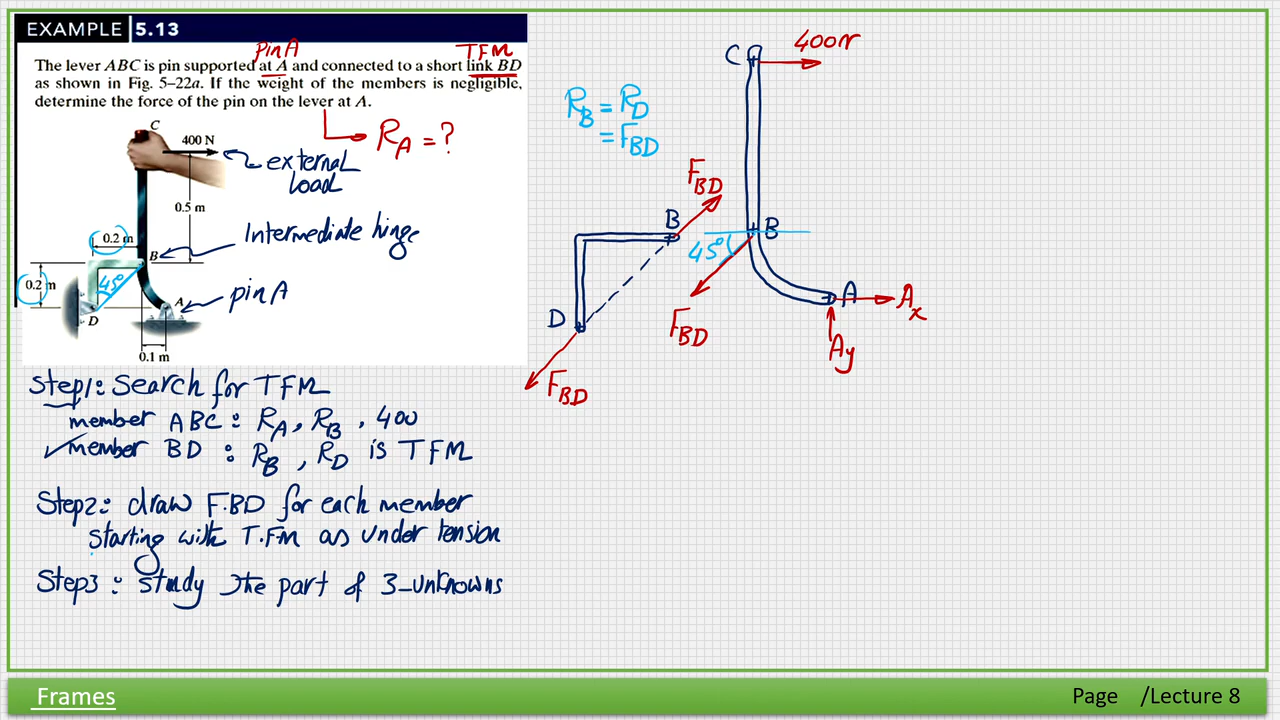 EXAMPLE 5.13
pin A
TFM
The lever ABC is pin supported at A and connected to a short link BD
as shown in Fig. 5–22a. If the weight of the members is negligible,
determine the force of the pin on the lever at A.
R_A = ?
C
400 N
external
load
0.5 m
0.2 m
B
Intermediate hinge
0.2 m
45°
A
pin A
D
0.1 m
Step1: Search for TFM
member ABC : R_A, R_B, 400
✓member BD : R_B, R_D is TFM
Step2: draw F.BD for each member
starting with T.FM as under tension
Step3 : study the part of 3-unknowns
R_B = R_D
= F_BD
C
400N
F_BD
B
B
45°
D
F_BD
F_BD
A
A_x
Ay
Frames
Page /Lecture 8